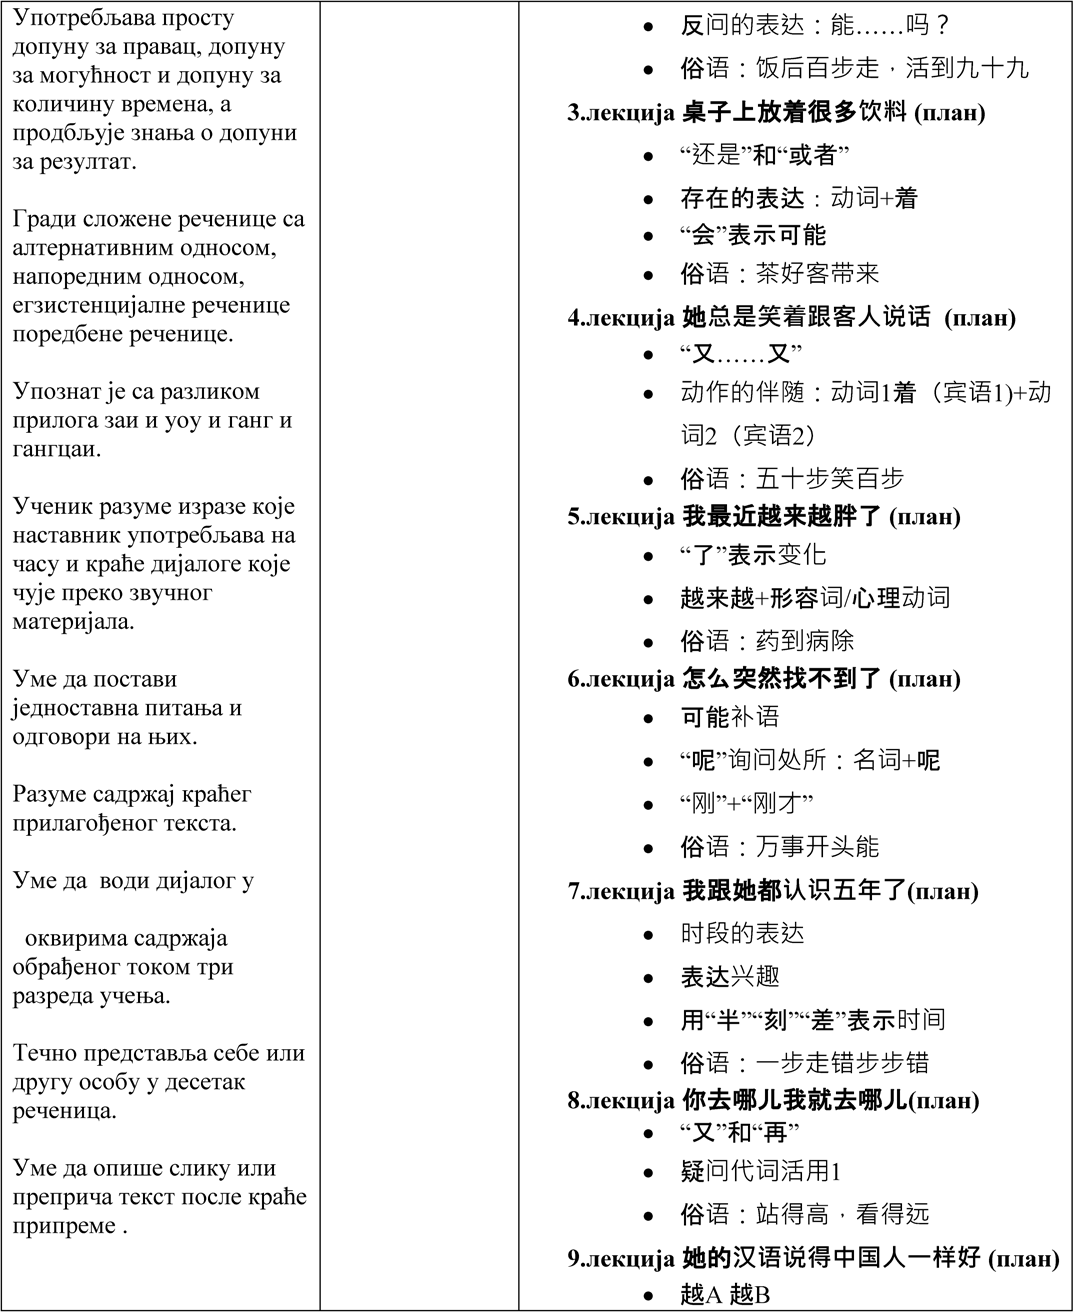 Употребљава просту
допуну за правац, допуну
за могућност и допуну за
количину времена, а
продбљује знања о допуни
за резултат.
Гради сложене реченице са
алтернативним односом,
напоредним односом,
егзистенцијалне реченице
поредбене реченице.
Упознат је са разликом
прилога заи и уоу и ганг и
гангцаи.
Ученик разуме изразе које
наставник употребљава на
часу и краће дијалоге које
чује преко звучног
материјала.
Уме да постави
једноставна питања и
одговори на њих.
Разуме садржај краћег
прилагођеног текста.
Уме да  води дијалог у
оквирима садржаја
обрађеног током три
разреда учења.
Течно представља себе или
другу особу у десетак
реченица.
Уме да опише слику или
преприча текст после краће
припреме .
• 反问的表达：能……吗？
• 俗语：饭后百步走，活到九十九
3.лекција 桌子上放着很多饮料 (план)
• “还是”和“或者”
• 存在的表达：动词+着
• “会”表示可能
• 俗语：茶好客带来
4.лекција 她总是笑着跟客人说话  (план)
• “又……又”
• 动作的伴随：动词1着（宾语1)+动
词2（宾语2）
• 俗语：五十步笑百步
5.лекција 我最近越来越胖了 (план)
• “了”表示变化
• 越来越+形容词/心理动词
• 俗语：药到病除
6.лекција 怎么突然找不到了 (план)
• 可能补语
• “呢”询问处所：名词+呢
• “刚”+“刚才”
• 俗语：万事开头能
7.лекција 我跟她都认识五年了(план)
• 时段的表达
• 表达兴趣
• 用“半”“刻”“差”表示时间
• 俗语：一步走错步步错
8.лекција 你去哪儿我就去哪儿(план)
• “又”和“再”
• 疑问代词活用1
• 俗语：站得高，看得远
9.лекција 她的汉语说得中国人一样好 (план)
• 越A 越B